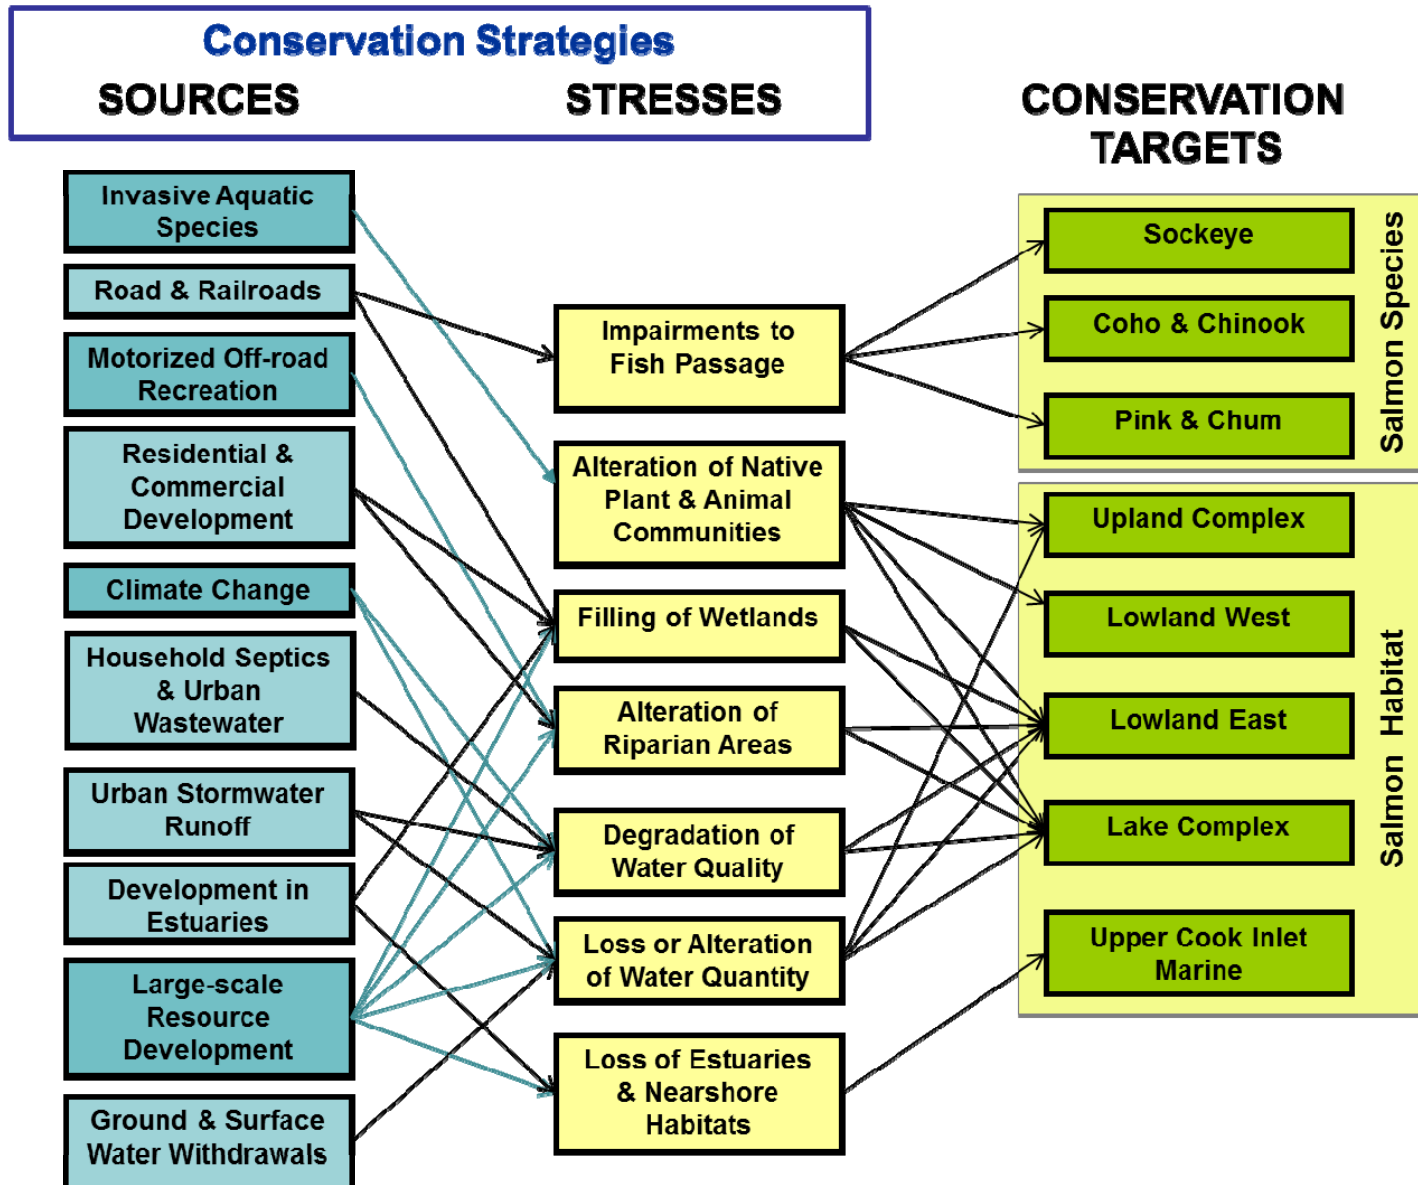 Conservation Strategies
SOURCES
STRESSES
CONSERVATION
TARGETS
Invasive Aquatic
Species
Road & Railroads
Motorized Off-road
Recreation
Residential &
Commercial
Development
Climate Change
Household Septics
& Urban
Wastewater
Urban Stormwater
Runoff
Development in
Estuaries
Large-scale
Resource
Development
Ground & Surface
Water Withdrawals
Impairments to
Fish Passage
Alteration of Native
Plant & Animal
Communities
Filling of Wetlands
Alteration of
Riparian Areas
Degradation of
Water Quality
Loss or Alteration
of Water Quantity
Loss of Estuaries
& Nearshore
Habitats
Sockeye
Coho & Chinook
Pink & Chum
Salmon Species
Upland Complex
Lowland West
Lowland East
Lake Complex
Upper Cook Inlet
Marine
Salmon Habitat